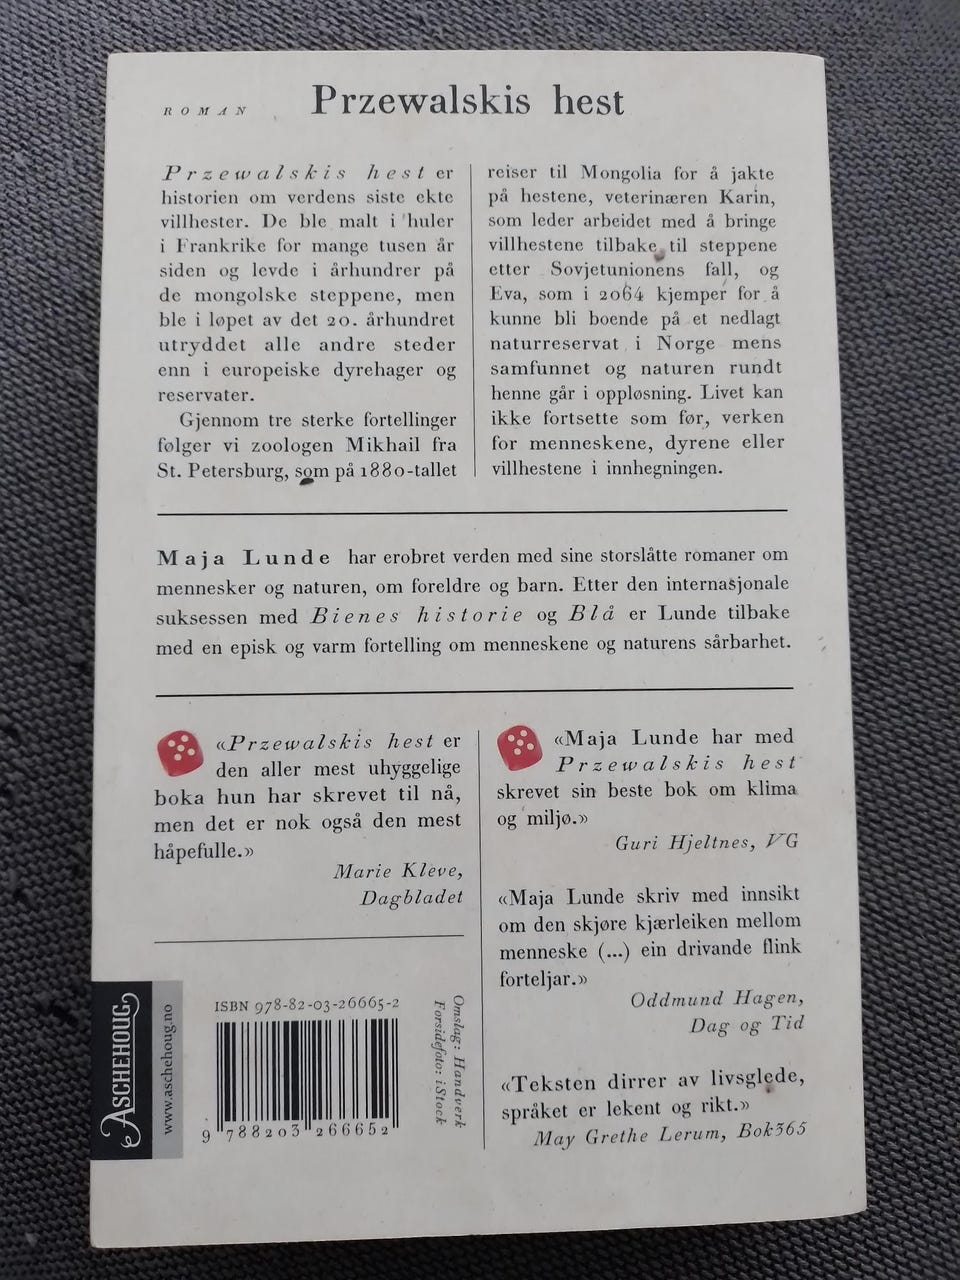 ROMAN
Przewalskis hest
Przewalskis hest er
historien om verdens siste ekte
villhester. De ble malt i huler
i Frankrike for mange tusen år
siden og levde i århundrer på
de mongolske steppene, men
ble i løpet av det 20. århundret
utryddet alle andre steder
enn i europeiske dyrehager og
reservater.
Gjennom tre sterke fortellinger
følger vi zoologen Mikhail fra
St. Petersburg, som på 1880-tallet
reiser til Mongolia for å jakte
på hestene, veterinæren Karin,
som leder arbeidet med å bringe
villhestene tilbake til steppene
etter Sovjetunionens fall, og
Eva, som i 2064 kjemper for å
kunne bli boende på et nedlagt
naturreservat i Norge mens
samfunnet og naturen rundt
henne går i oppløsning. Livet kan
ikke fortsette som før, verken
for menneskene, dyrene eller
villhestene i innhegningen.
Maja Lunde har erobret verden med sine storslåtte romaner om
mennesker og naturen, om foreldre og barn. Etter den internasjonale
suksessen med Bienes historie og Blå er Lunde tilbake
med en episk og varm fortelling om menneskene og naturens sårbarhet.
«Przewalskis hest er
den aller mest uhyggelige
boka hun har skrevet til nå,
men det er nok også den mest
håpefulle.»
Marie Kleve,
Dagbladet
«Maja Lunde har med
Przewalskis hest
skrevet sin beste bok om klima
og miljø.»
Guri Hjeltnes, VG
«Maja Lunde skriv med innsikt
om den skjøre kjærleiken mellom
menneske (...) ein drivande flink
forteljar.»
Oddmund Hagen,
Dag og Tid
«Teksten dirrer av livsglede,
språket er lekent og rikt.»
May Grethe Lerum, Bok365
ASCHEHOUG
www.aschehoug.no
ISBN 978-82-03-26665-2
9 788203 266652
Omslag: Handverk
Forsidefoto: iStock